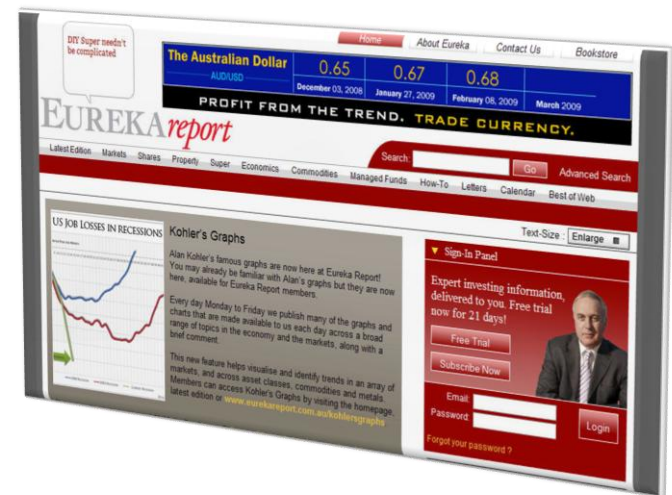 DIY Super needn't
be complicated
Home About Eureka Contact Us Bookstore
The Australian Dollar
AUD/USD
0.65 0.67 0.68
December 03, 2008 January 27, 2009 February 08, 2009 March 2009
PROFIT FROM THE TREND. TRADE CURRENCY.
EUREKA report
Search: Go Advanced Search
Latest Edition Markets Shares Property Super Economics Commodities Managed Funds How-To Letters Calendar Best of Web
Text-Size : Enlarge
US JOB LOSSES IN RECESSIONS
Kohler's Graphs
Alan Kohler's famous graphs are now here at Eureka Report!
You may already be familiar with Alan's graphs but they are now
here, available for Eureka Report members.
Every day Monday to Friday we publish many of the graphs and
charts that are made available to us each day across a broad
range of topics in the economy and the markets, along with a
brief comment.
This new feature helps visualise and identify trends in an array of
markets, and across asset classes, commodities and metals.
Members can access Kohler's Graphs by visiting the homepage,
latest edition or www.eurekareport.com.au/kohlersgraphs
Sign-In Panel
Expert investing information,
delivered to you. Free trial
now for 21 days!
Free Trial
Subscribe Now
Email:
Password:
Login
Forgot your password ?